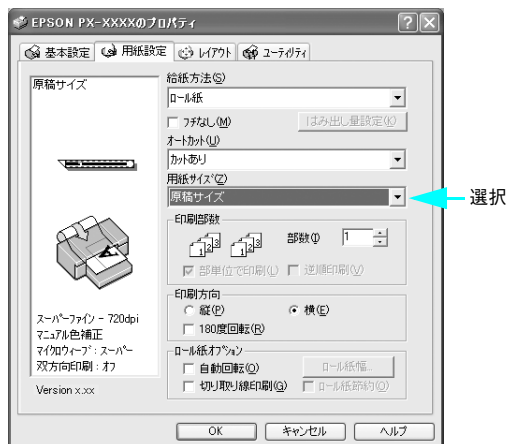 EPSON PX-XXXXのプロパティ
基本設定
用紙設定
レイアウト
ユーティリティ
原稿サイズ
スーパーファイン - 720dpi
マニュアル色補正
マイクロウィーブ: スーパー
双方向印刷: オフ
Version x.xx
給紙方法(S)
ロール紙
フチなし(M)
はみ出し量設定(K)
オートカット(U)
カットあり
用紙サイズ(Z)
原稿サイズ
選択
印刷部数
部数(I)
1
部単位で印刷(L)
逆順印刷(V)
印刷方向
縦(P)
横(E)
180度回転(R)
ロール紙オプション
自動回転(O)
ロール紙幅...
切り取り線印刷(G)
ロール紙節約(O)
OK
キャンセル
ヘルプ